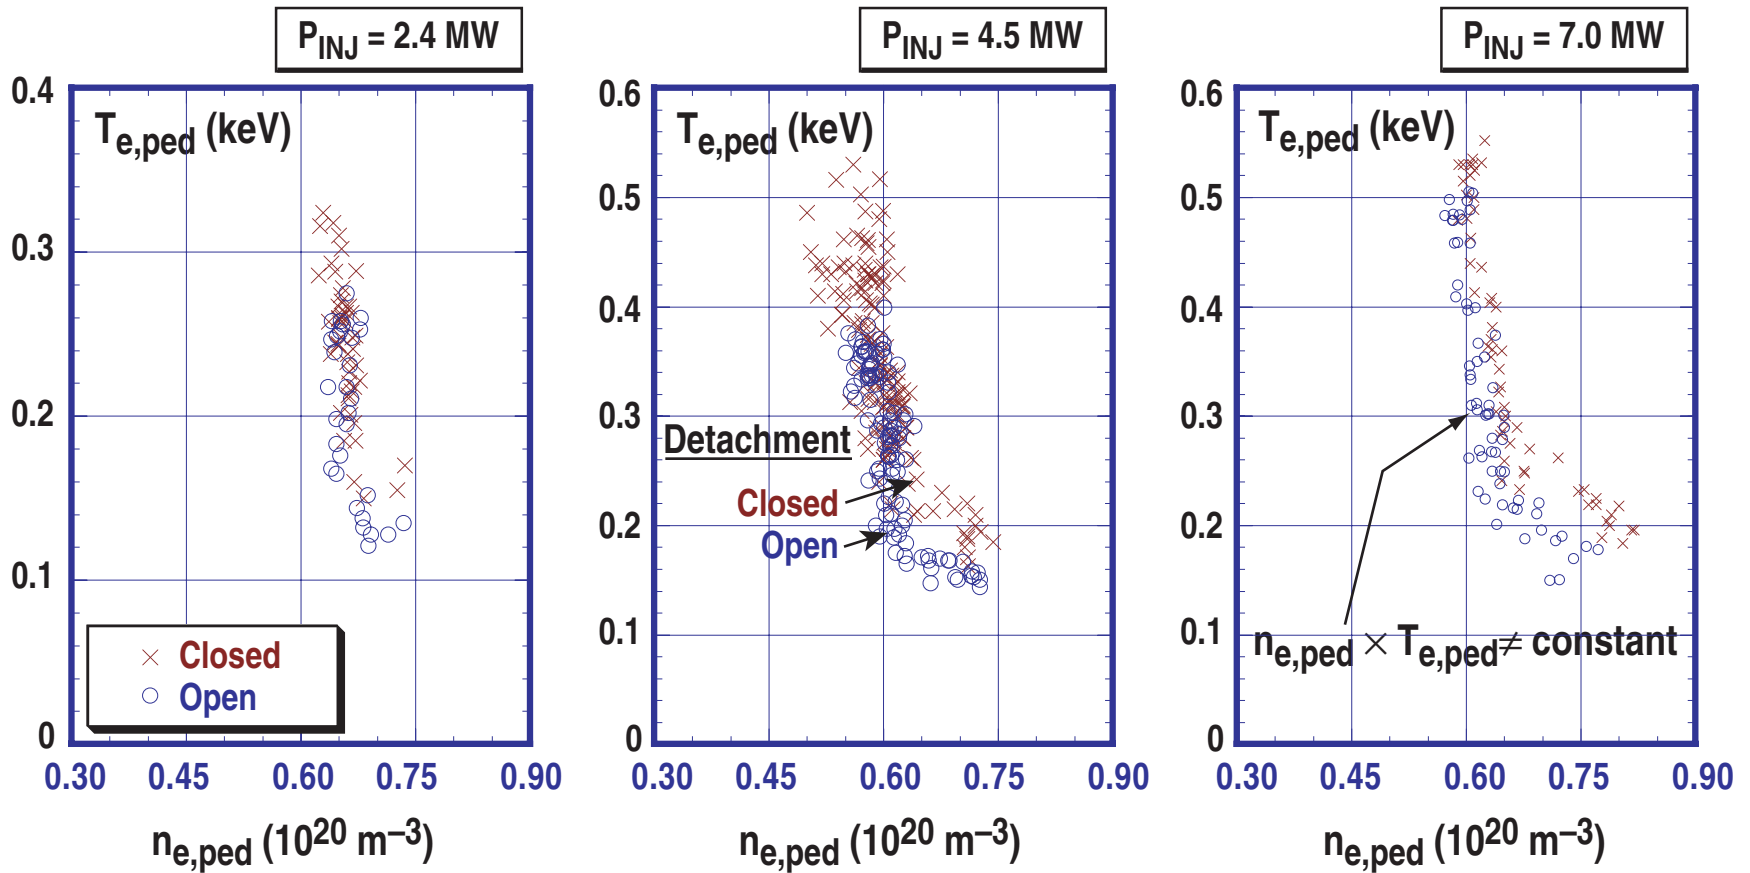 P_INJ = 2.4 MW
T_e,ped (keV)
0.4
0.3
0.2
0.1
0
× Closed
○ Open
0.30 0.45 0.60 0.75 0.90
n_e,ped (10^20 m^–3)
P_INJ = 4.5 MW
T_e,ped (keV)
0.6
0.5
0.4
0.3
0.2
0.1
0
Detachment
Closed
Open
0.30 0.45 0.60 0.75 0.90
n_e,ped (10^20 m^–3)
P_INJ = 7.0 MW
T_e,ped (keV)
0.6
0.5
0.4
0.3
0.2
0.1
0
n_e,ped × T_e,ped ≠ constant
0.30 0.45 0.60 0.75 0.90
n_e,ped (10^20 m^–3)